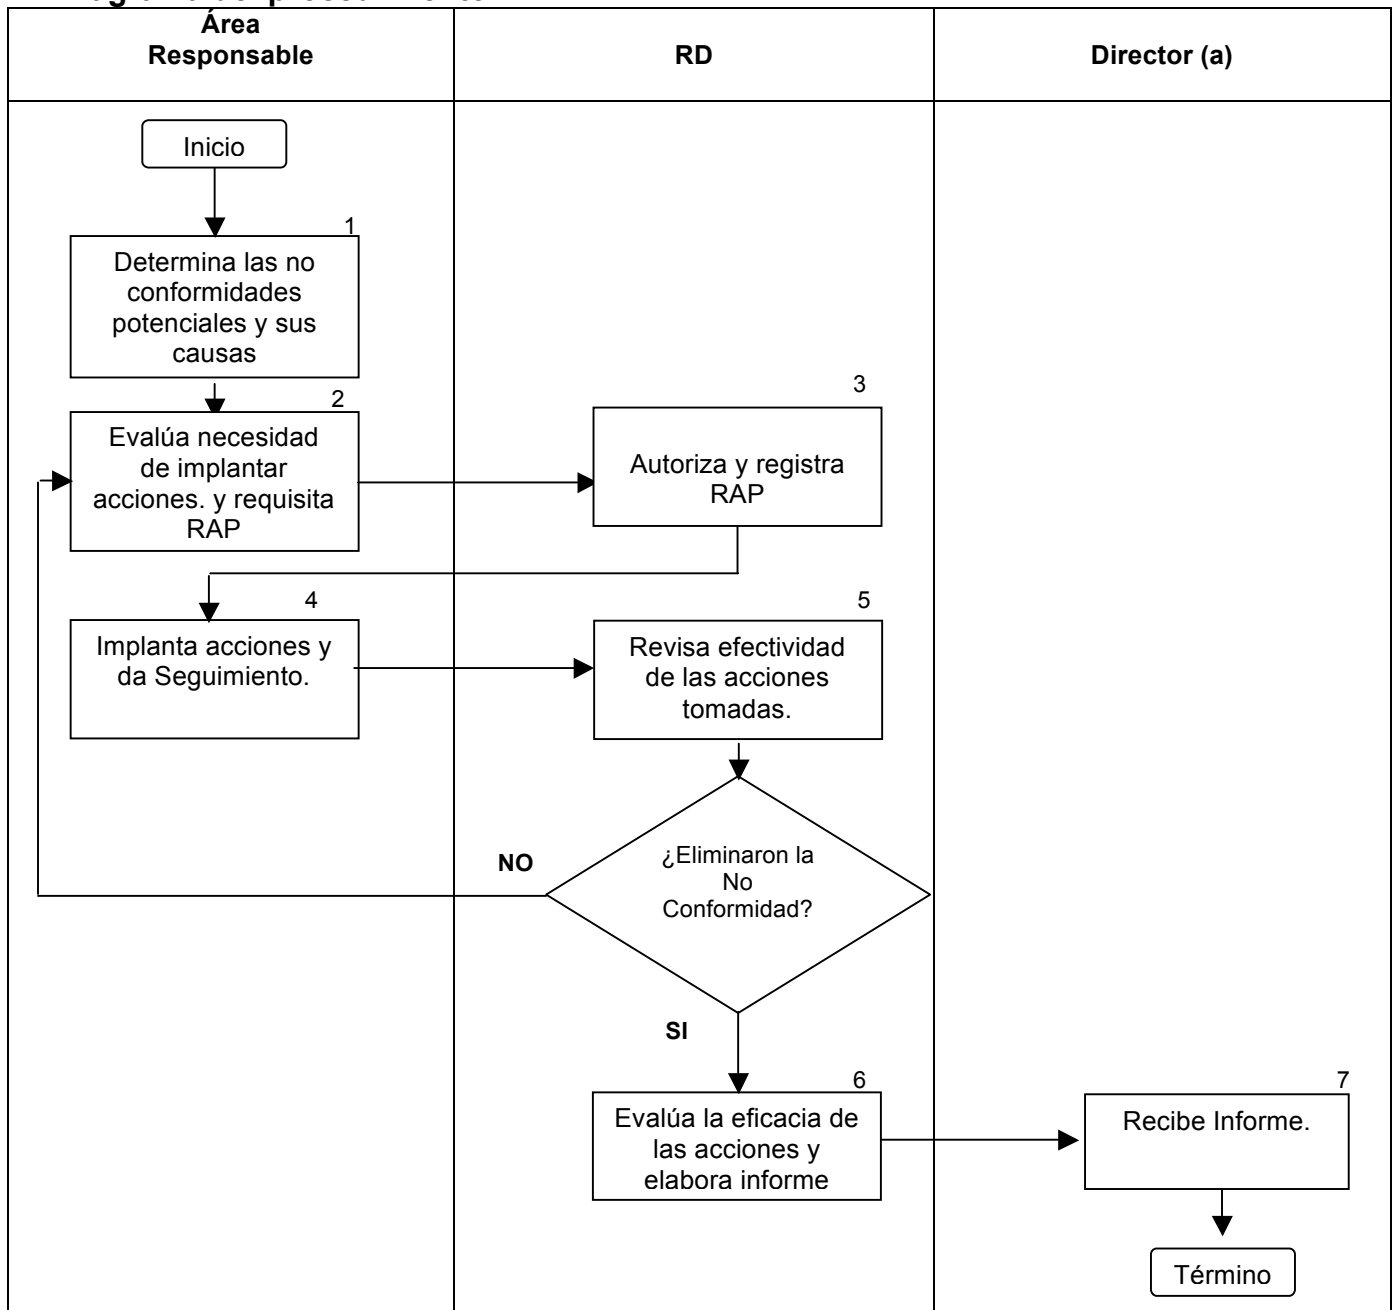 Área
Responsable
RD
Director (a)
Inicio
1
Determina las no
conformidades
potenciales y sus
causas
2
Evalúa necesidad
de implantar
acciones. y requisita
RAP
3
Autoriza y registra
RAP
4
Implanta acciones y
da Seguimiento.
5
Revisa efectividad
de las acciones
tomadas.
¿Eliminaron la
No
Conformidad?
NO
SI
6
Evalúa la eficacia de
las acciones y
elabora informe
7
Recibe Informe.
Término